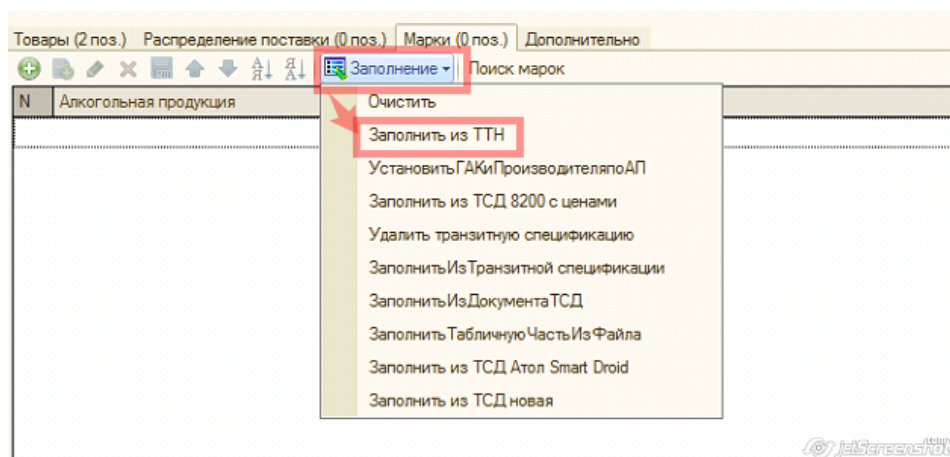 Товары (2 поз.) Распределение поставки (0 поз.) Марки (0 поз.) Дополнительно
Заполнение Поиск марок
N Алкогольная продукция
Очистить
Заполнить из ТТН
УстановитьГАКиПроизводителяпоАП
Заполнить из ТСД 8200 с ценами
Удалить транзитную спецификацию
ЗаполнитьИзТранзитной спецификации
ЗаполнитьИзДокументаТСД
ЗаполнитьТабличнуюЧастьИзФайла
Заполнить из ТСД Атол Smart Droid
Заполнить из ТСД новая
jetScreenshot